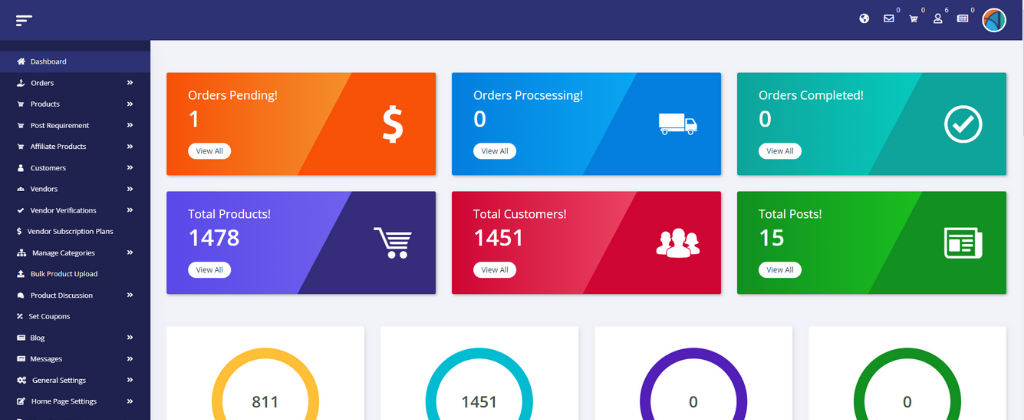 0
0
6
0
Dashboard
Orders
Products
Post Requirement
Affiliate Products
Customers
Vendors
Vendor Verifications
Vendor Subscription Plans
Manage Categories
Bulk Product Upload
Product Discussion
Set Coupons
Blog
Messages
General Settings
Home Page Settings
Orders Pending!
1
View All
Orders Procsessing!
0
View All
Orders Completed!
0
View All
Total Products!
1478
View All
Total Customers!
1451
View All
Total Posts!
15
View All
811
1451
0
0